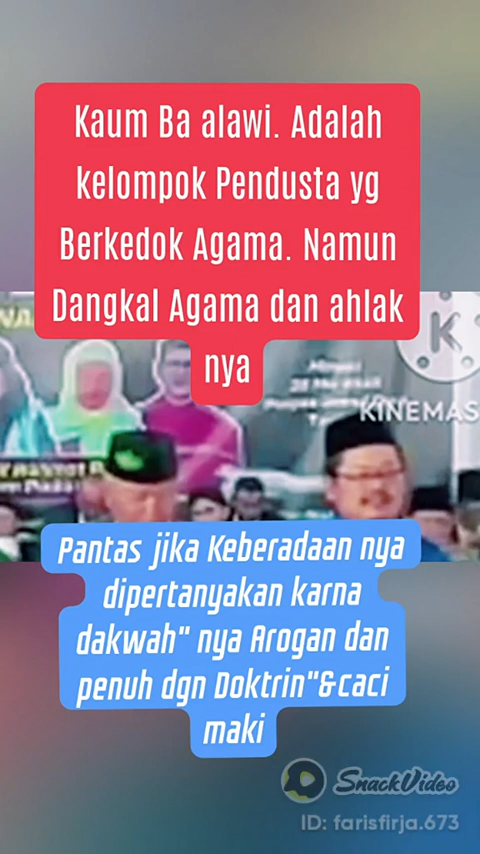 Kaum Ba alawi. Adalah
kelompok Pendusta yg
Berkedok Agama. Namun
Dangkal Agama dan ahlak
nya
KINEMAS
Pantas jika Keberadaan nya
dipertanyakan karna
dakwah" nya Arogan dan
penuh dgn Doktrin"&caci
maki
SnackVideo
ID: farisfirja.673